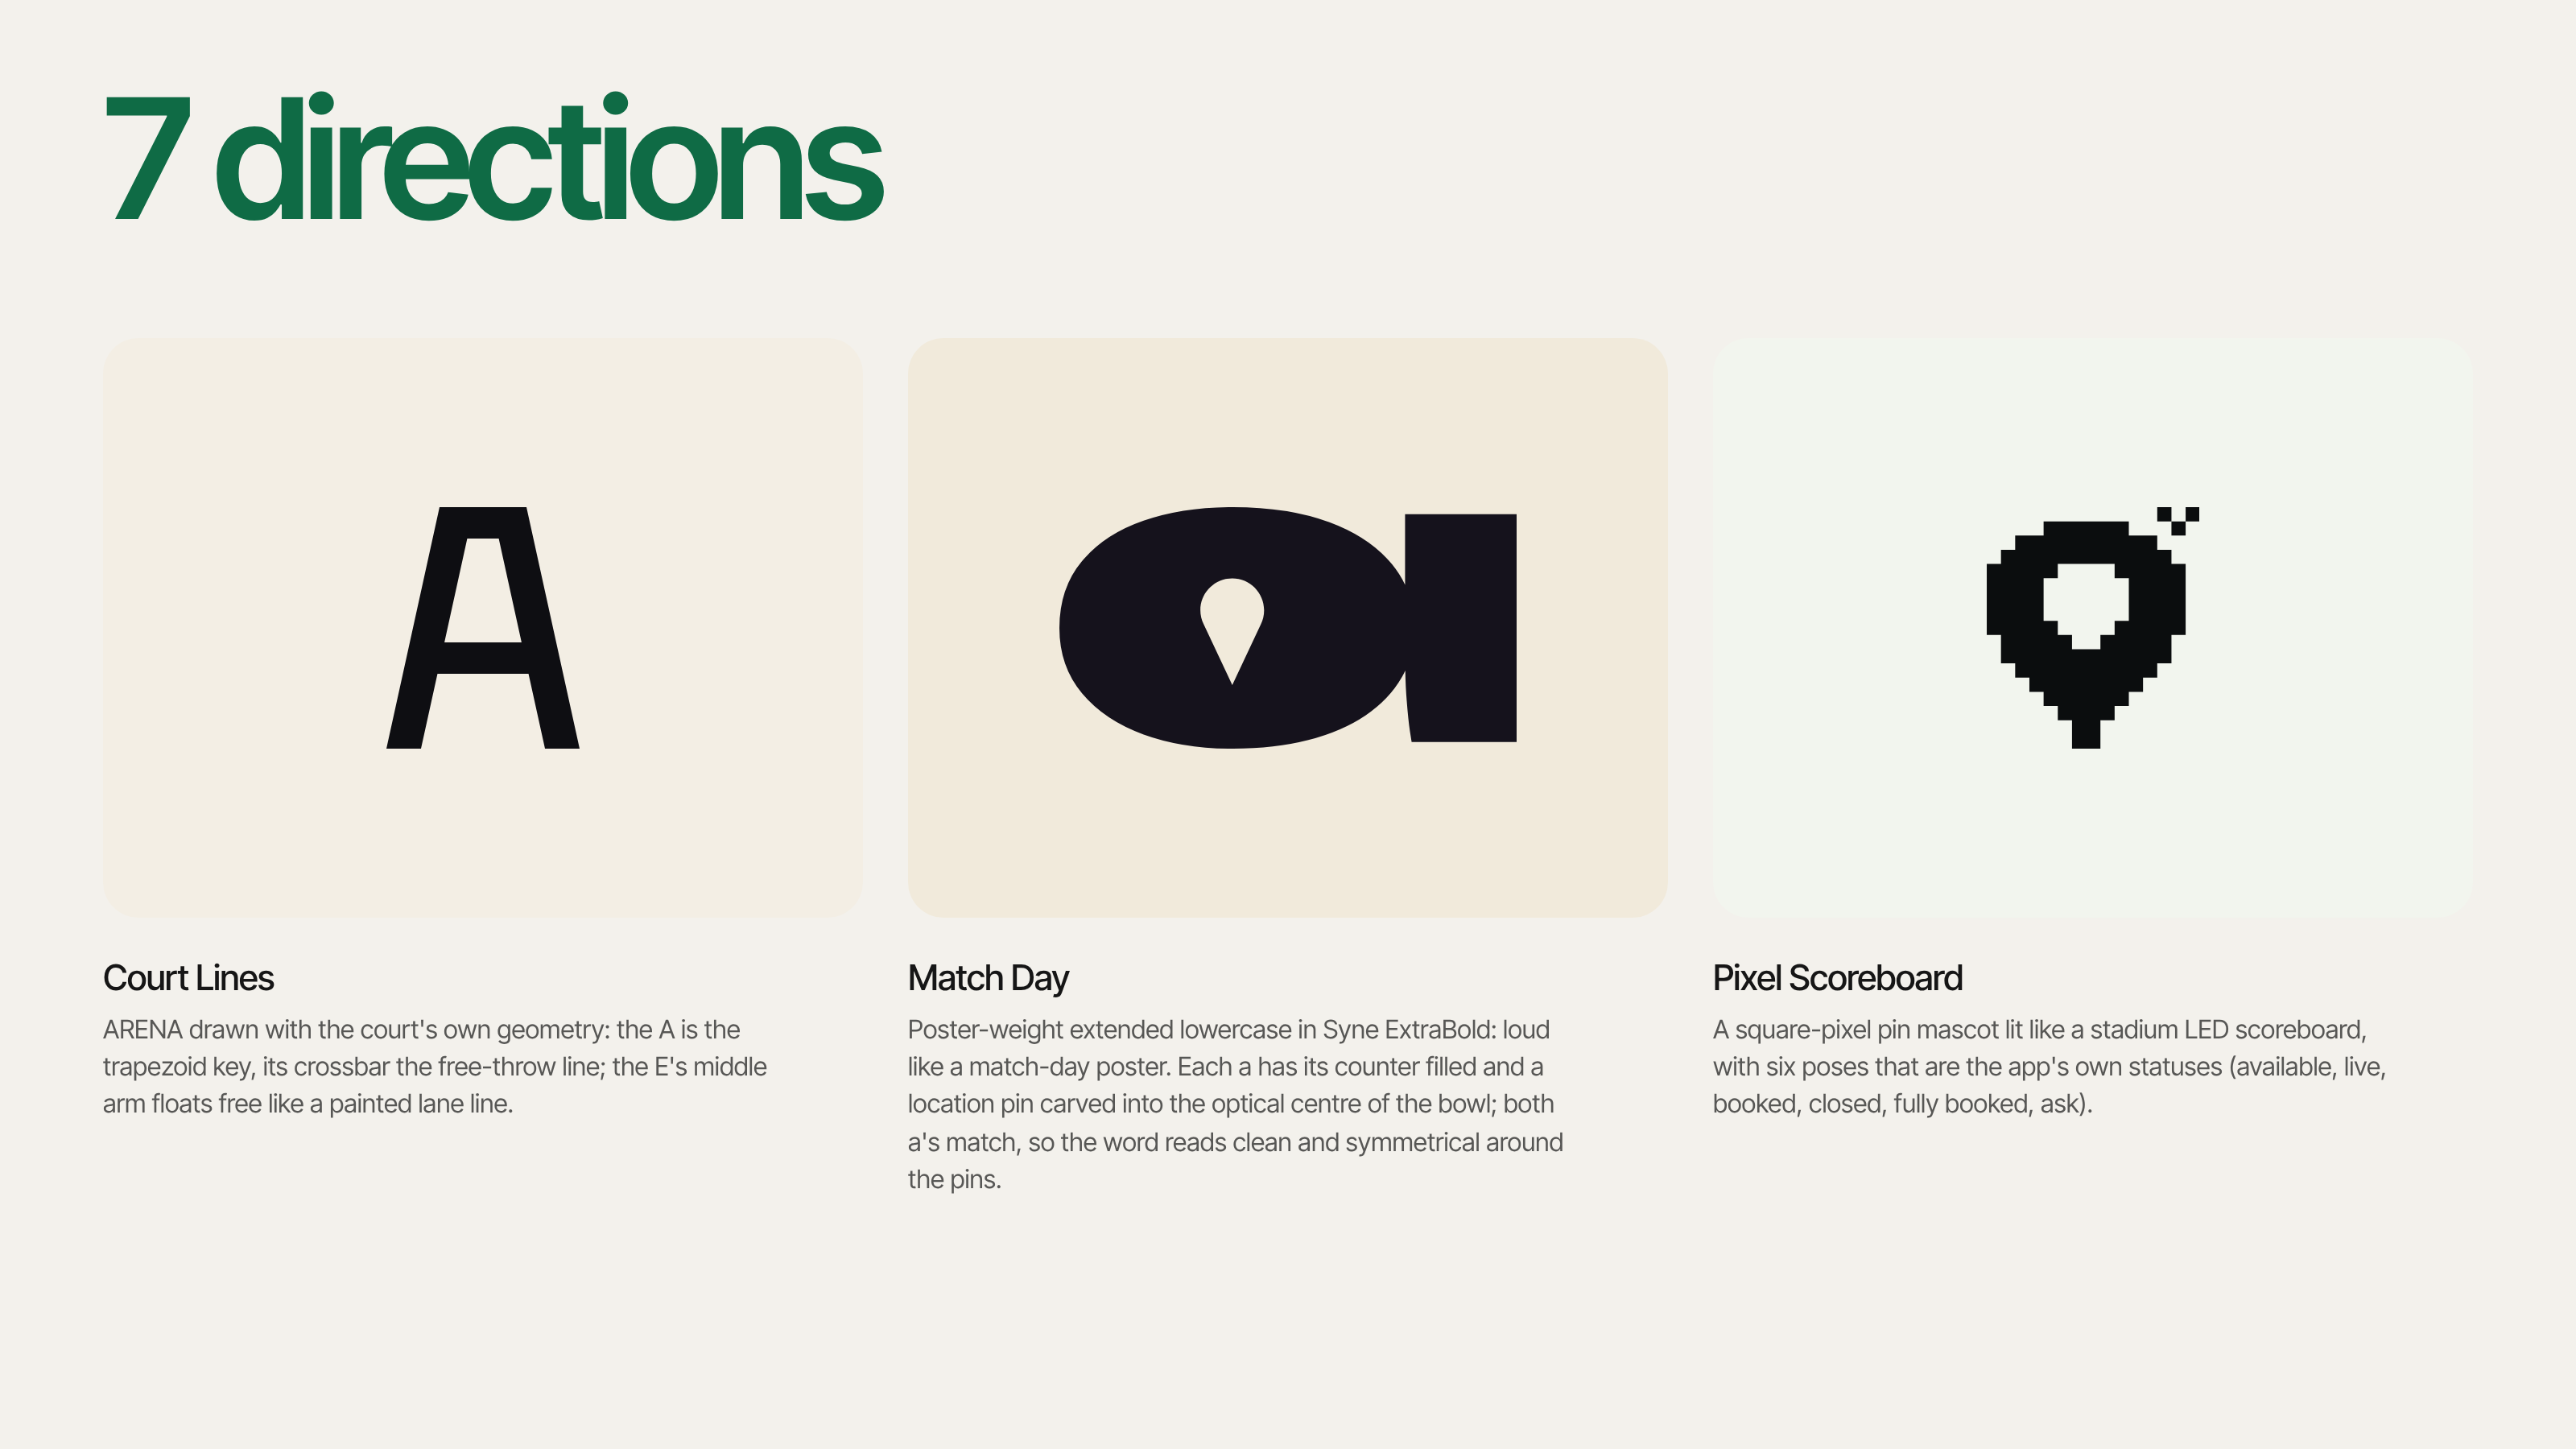 7 directions
A
a
Court Lines
ARENA drawn with the court's own geometry: the A is the
trapezoid key, its crossbar the free-throw line; the E's middle
arm floats free like a painted lane line.
Match Day
Poster-weight extended lowercase in Syne ExtraBold: loud
like a match-day poster. Each a has its counter filled and a
location pin carved into the optical centre of the bowl; both
a's match, so the word reads clean and symmetrical around
the pins.
Pixel Scoreboard
A square-pixel pin mascot lit like a stadium LED scoreboard,
with six poses that are the app's own statuses (available, live,
booked, closed, fully booked, ask).